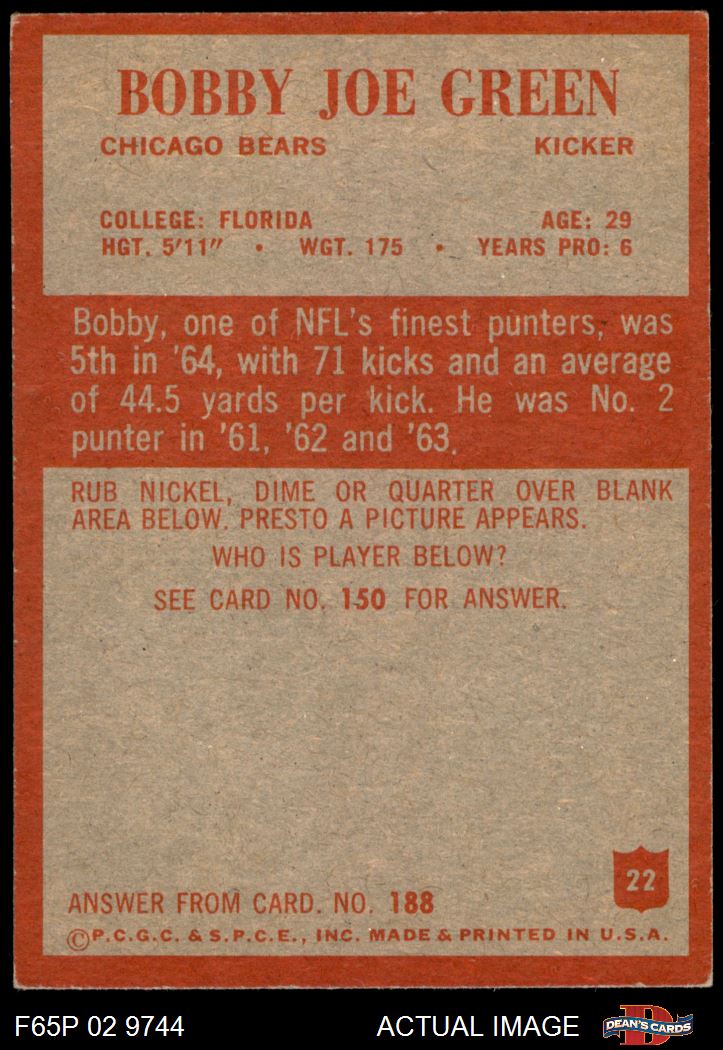 BOBBY JOE GREEN
CHICAGO BEARS KICKER
COLLEGE: FLORIDA AGE: 29
HGT. 5'11" • WGT. 175 • YEARS PRO: 6
Bobby, one of NFL's finest punters, was
5th in '64, with 71 kicks and an average
of 44.5 yards per kick. He was No. 2
punter in '61, '62 and '63.
RUB NICKEL, DIME OR QUARTER OVER BLANK
AREA BELOW. PRESTO A PICTURE APPEARS.
WHO IS PLAYER BELOW?
SEE CARD NO. 150 FOR ANSWER.
22
ANSWER FROM CARD. NO. 188
©P.C.G.C. & S.P.C.E., INC. MADE & PRINTED IN U.S.A.
F65P 02 9744 ACTUAL IMAGE D DEAN'S CARDS